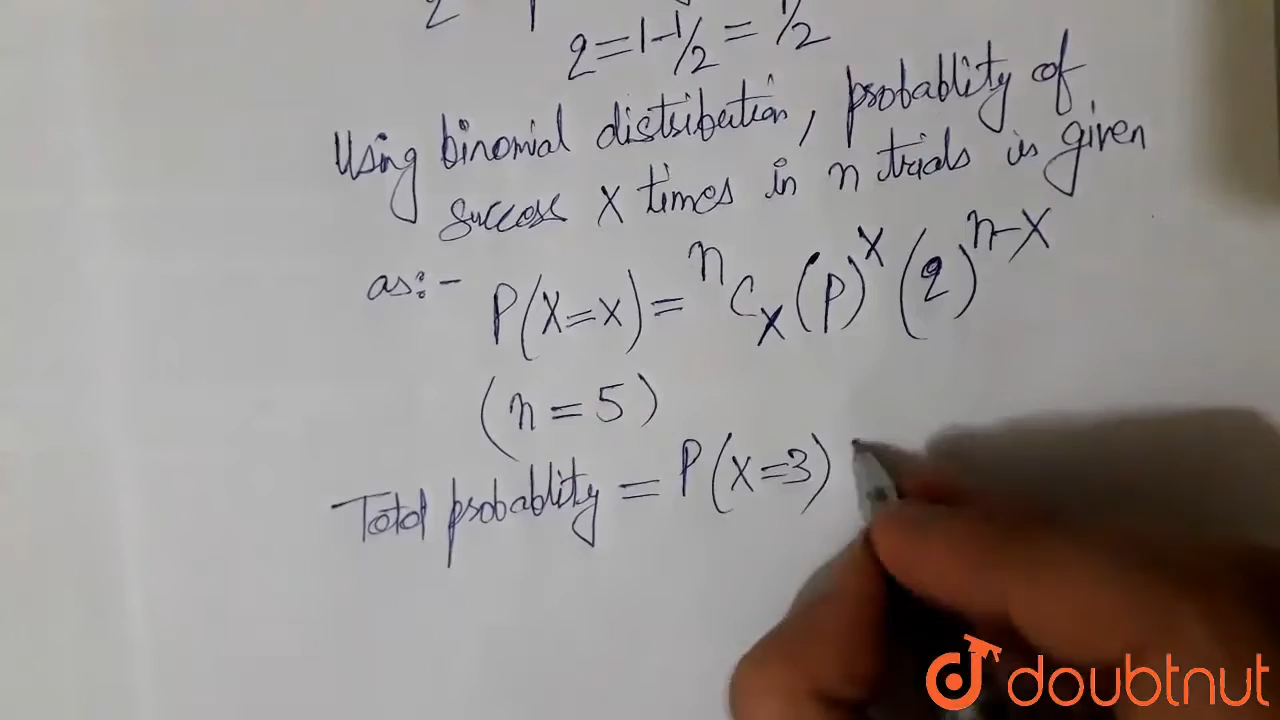 q=1-1/2=1/2
Using binomial distribution, probablity of
success X times in n trials is given
as:- P(X=x) = ⁿCₓ(p)ˣ(q)ⁿ⁻ˣ
(n=5)
Total probablity = P(X=3)
doubtnut